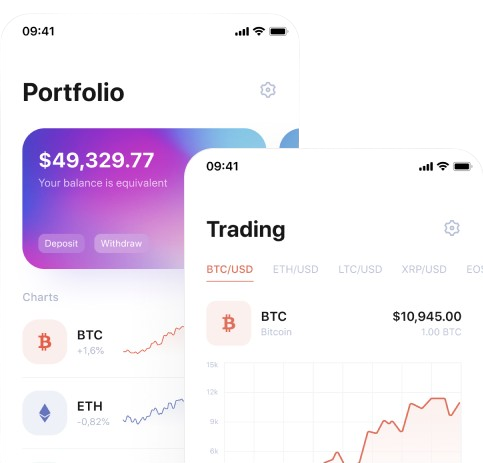 09:41
Portfolio
$49,329.77
Your balance is equivalent
Deposit Withdraw
Charts
BTC
+1,6%
ETH
-0,82%
09:41
Trading
BTC/USD ETH/USD LTC/USD XRP/USD EOS
BTC $10,945.00
Bitcoin 1.00 BTC
15k
12k
9k
6k